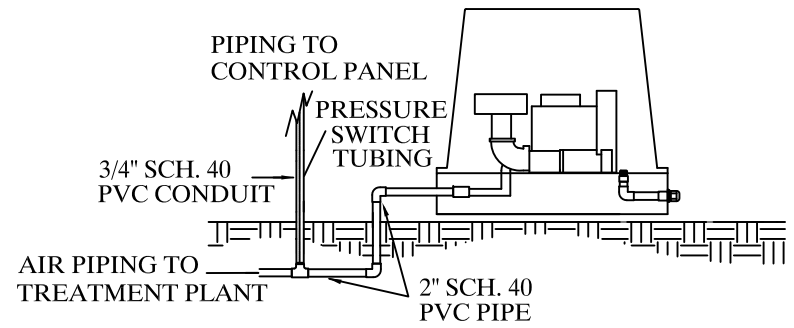 PIPING TO
CONTROL PANEL
PRESSURE
SWITCH
TUBING
3/4" SCH. 40
PVC CONDUIT
AIR PIPING TO
TREATMENT PLANT
2" SCH. 40
PVC PIPE